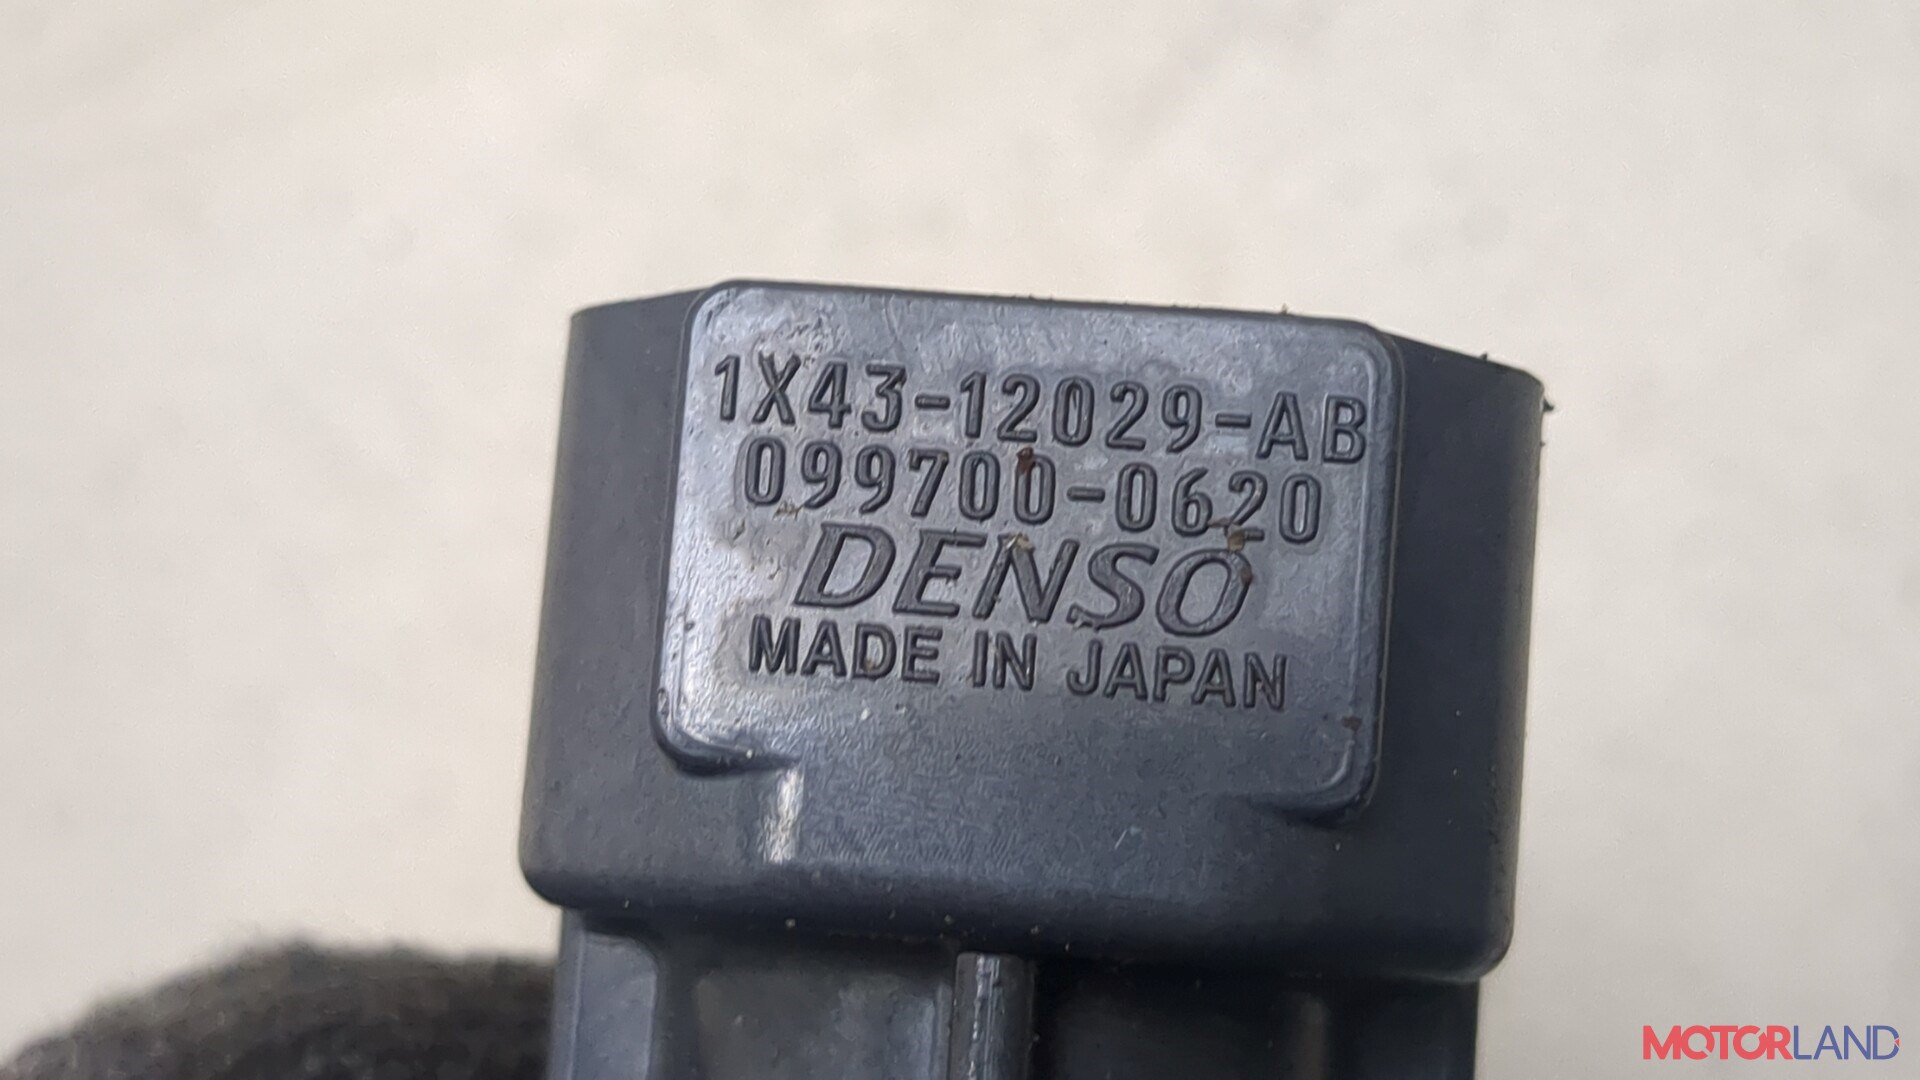 1X43-12029-AB
099700-0620
DENSO
MADE IN JAPAN
MOTORLAND